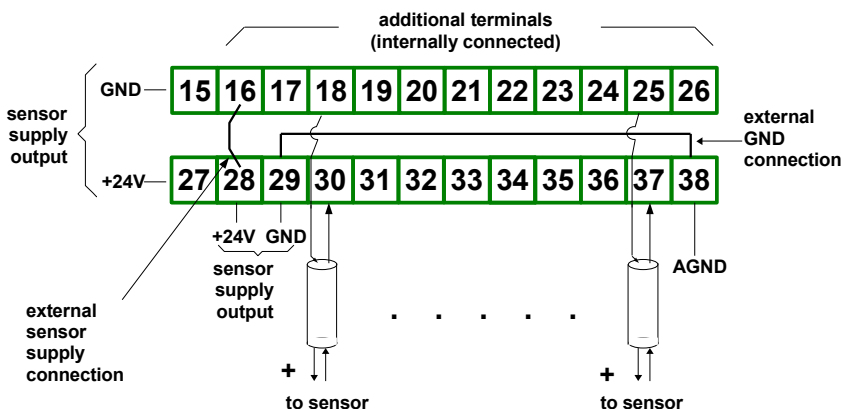 additional terminals
(internally connected)
GND
15 16 17 18 19 20 21 22 23 24 25 26
sensor
supply
output
external
GND
connection
+24V
27 28 29 30 31 32 33 34 35 36 37 38
+24V GND
sensor
supply
output
AGND
external
sensor
supply
connection
. . . . .
+ +
to sensor to sensor